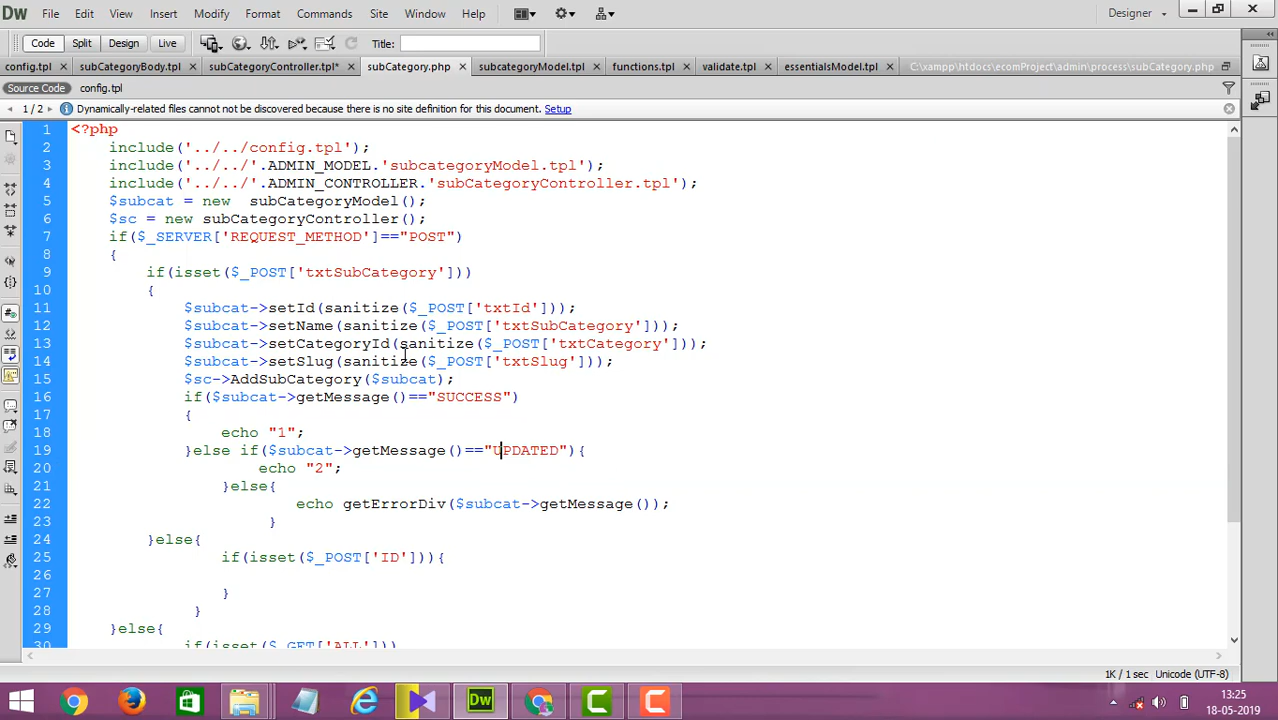 Dw File Edit View Insert Modify Format Commands Site Window Help Designer
Code Split Design Live Title:
config.tpl subCategoryBody.tpl subCategoryController.tpl* subCategory.php subcategoryModel.tpl functions.tpl validate.tpl essentialsModel.tpl C:\xampp\htdocs\ecomProject\admin\process\subCategory.php
Source Code config.tpl
1 / 2 Dynamically-related files cannot not be discovered because there is no site definition for this document. Setup
1 <?php
2 include('../../config.tpl');
3 include('../../'.ADMIN_MODEL.'subcategoryModel.tpl');
4 include('../../'.ADMIN_CONTROLLER.'subCategoryController.tpl');
5 $subcat = new  subCategoryModel();
6 $sc = new subCategoryController();
7 if($_SERVER['REQUEST_METHOD']=="POST")
8 {
9 if(isset($_POST['txtSubCategory']))
10 {
11 $subcat->setId(sanitize($_POST['txtId']));
12 $subcat->setName(sanitize($_POST['txtSubCategory']));
13 $subcat->setCategoryId(sanitize($_POST['txtCategory']));
14 $subcat->setSlug(sanitize($_POST['txtSlug']));
15 $sc->AddSubCategory($subcat);
16 if($subcat->getMessage()=="SUCCESS")
17 {
18 echo "1";
19 }else if($subcat->getMessage()=="UPDATED"){
20 echo "2";
21 }else{
22 echo getErrorDiv($subcat->getMessage());
23 }
24 }else{
25 if(isset($_POST['ID'])){
26
27 }
28 }
29 }else{
30 if(isset($_GET['ALL']))
1K / 1 sec Unicode (UTF-8)
Dw 13:25
18-05-2019